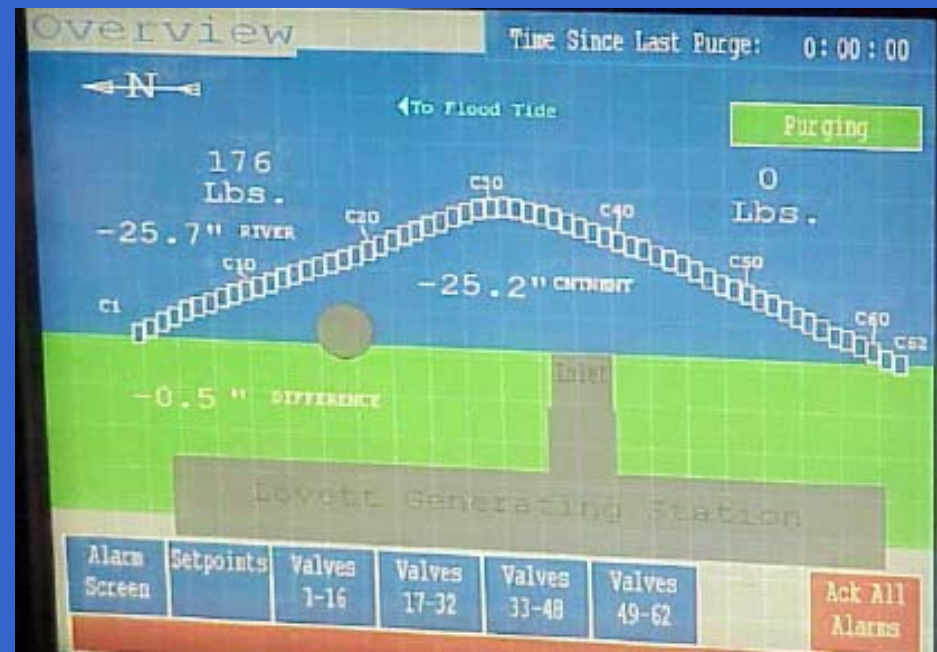 Overview
Time Since Last Purge: 0:00:00
N
To Flood Tide
Purging
176
Lbs.
0
Lbs.
C30
C20
C40
-25.7" RIVER
C10
-25.2" CNTMENT
C50
C1
C60
C62
Inlet
-0.5 " DIFFERENCE
Lovett Generating Station
Alarm
Screen
Setpoints
Valves
1-16
Valves
17-32
Valves
33-48
Valves
49-62
Ack All
Alarms